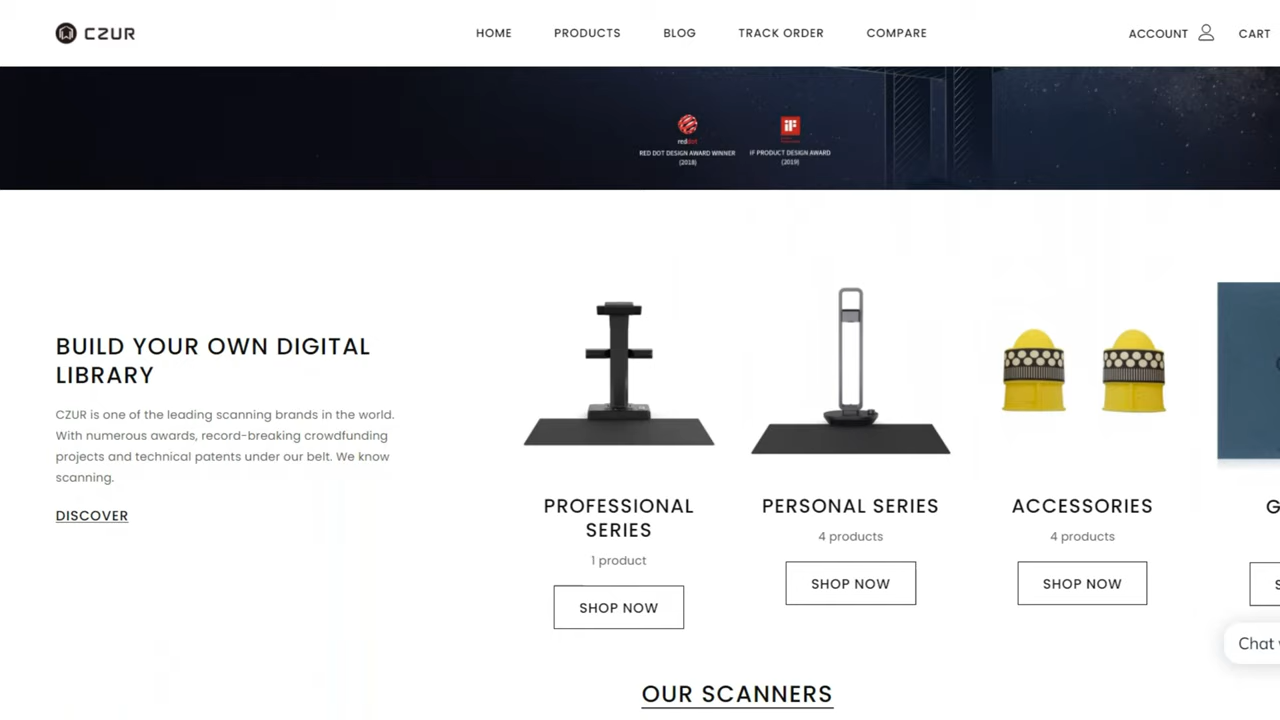 CZUR
HOME PRODUCTS BLOG TRACK ORDER COMPARE
ACCOUNT CART
reddot
RED DOT DESIGN AWARD WINNER
(2018)
iF
IF PRODUCT DESIGN AWARD
(2019)
BUILD YOUR OWN DIGITAL
LIBRARY
CZUR is one of the leading scanning brands in the world.
With numerous awards, record-breaking crowdfunding
projects and technical patents under our belt. We know
scanning.
DISCOVER
PROFESSIONAL
SERIES
1 product
SHOP NOW
PERSONAL SERIES
4 products
SHOP NOW
ACCESSORIES
4 products
SHOP NOW
G
S
Chat
OUR SCANNERS